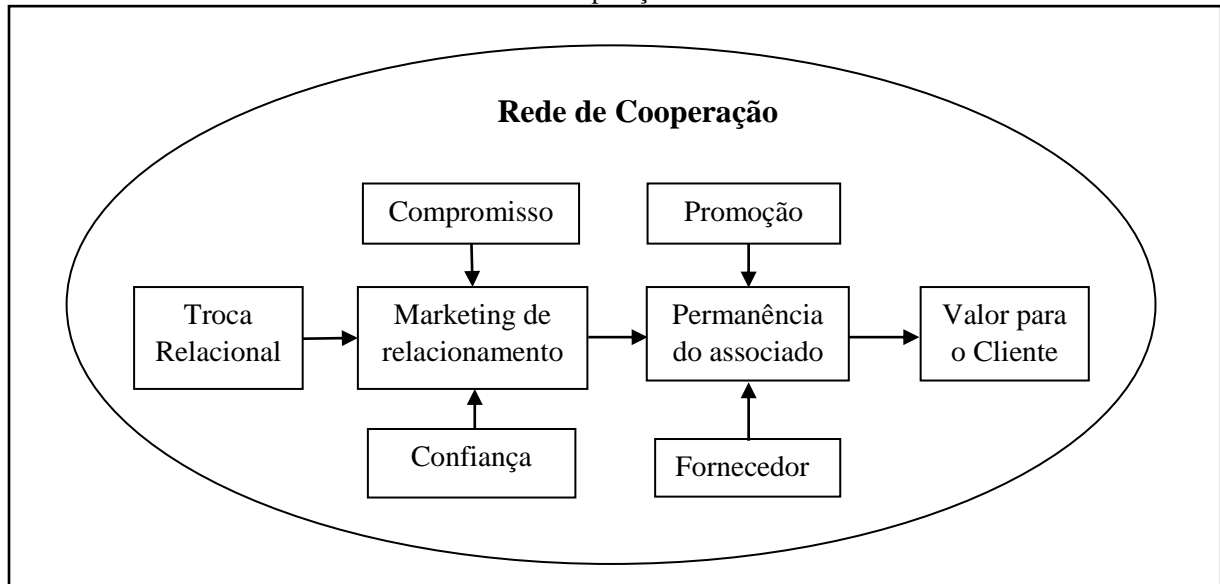 Rede de Cooperação
Compromisso
Promoção
Troca
Relacional
Marketing de
relacionamento
Permanência
do associado
Valor para
o Cliente
Confiança
Fornecedor